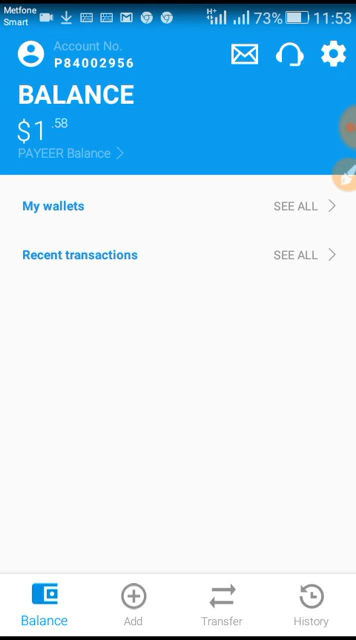 Metfone
Smart
H+
73%
11:53
Account No.
P84002956
BALANCE
$1.58
PAYEER Balance >
My wallets
SEE ALL >
Recent transactions
SEE ALL >
Balance
Add
Transfer
History